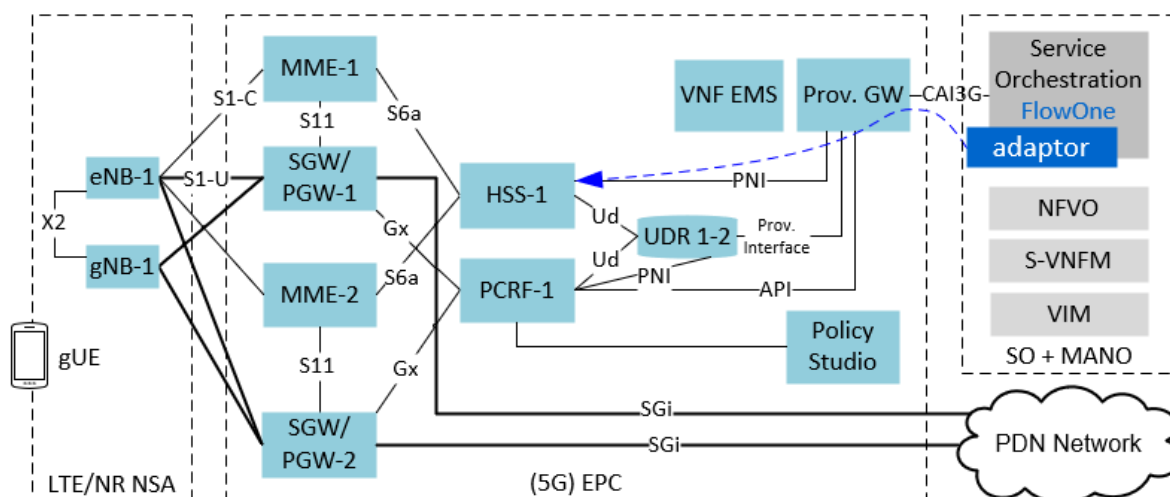 MME-1
S1-C
S6a
S11
eNB-1
S1-U
SGW/
PGW-1
X2
gNB-1
Gx
MME-2
S6a
S11
Gx
SGW/
PGW-2
gUE
LTE/NR NSA
HSS-1
PNI
Ud
UDR 1-2
Prov.
Interface
Ud
PNI
PCRF-1
API
VNF EMS
Prov. GW
CAI3G
Policy
Studio
SGi
SGi
(5G) EPC
Service
Orchestration
FlowOne
adaptor
NFVO
S-VNFM
VIM
SO + MANO
PDN Network